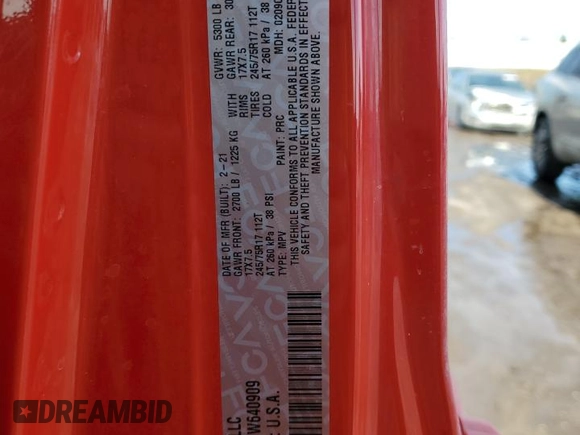 LLC
DATE OF MFR (BUILT): 2-21
GVWR: 5300 LB
GAWR FRONT: 2700 LB / 1225 KG WITH
GAWR REAR: 30
17X7.5 RIMS
17X7.5
245/75R17 112T TIRES
245/75R17 112T
AT 260 kPa / 38 PSI COLD
AT 260 kPa / 38
W640909
TYPE: MPV PAINT: PRC MDH: 0209
THIS VEHICLE CONFORMS TO ALL APPLICABLE U.S.A. FEDER
SAFETY AND THEFT PREVENTION STANDARDS IN EFFECT
MANUFACTURE SHOWN ABOVE.
: U.S.A.